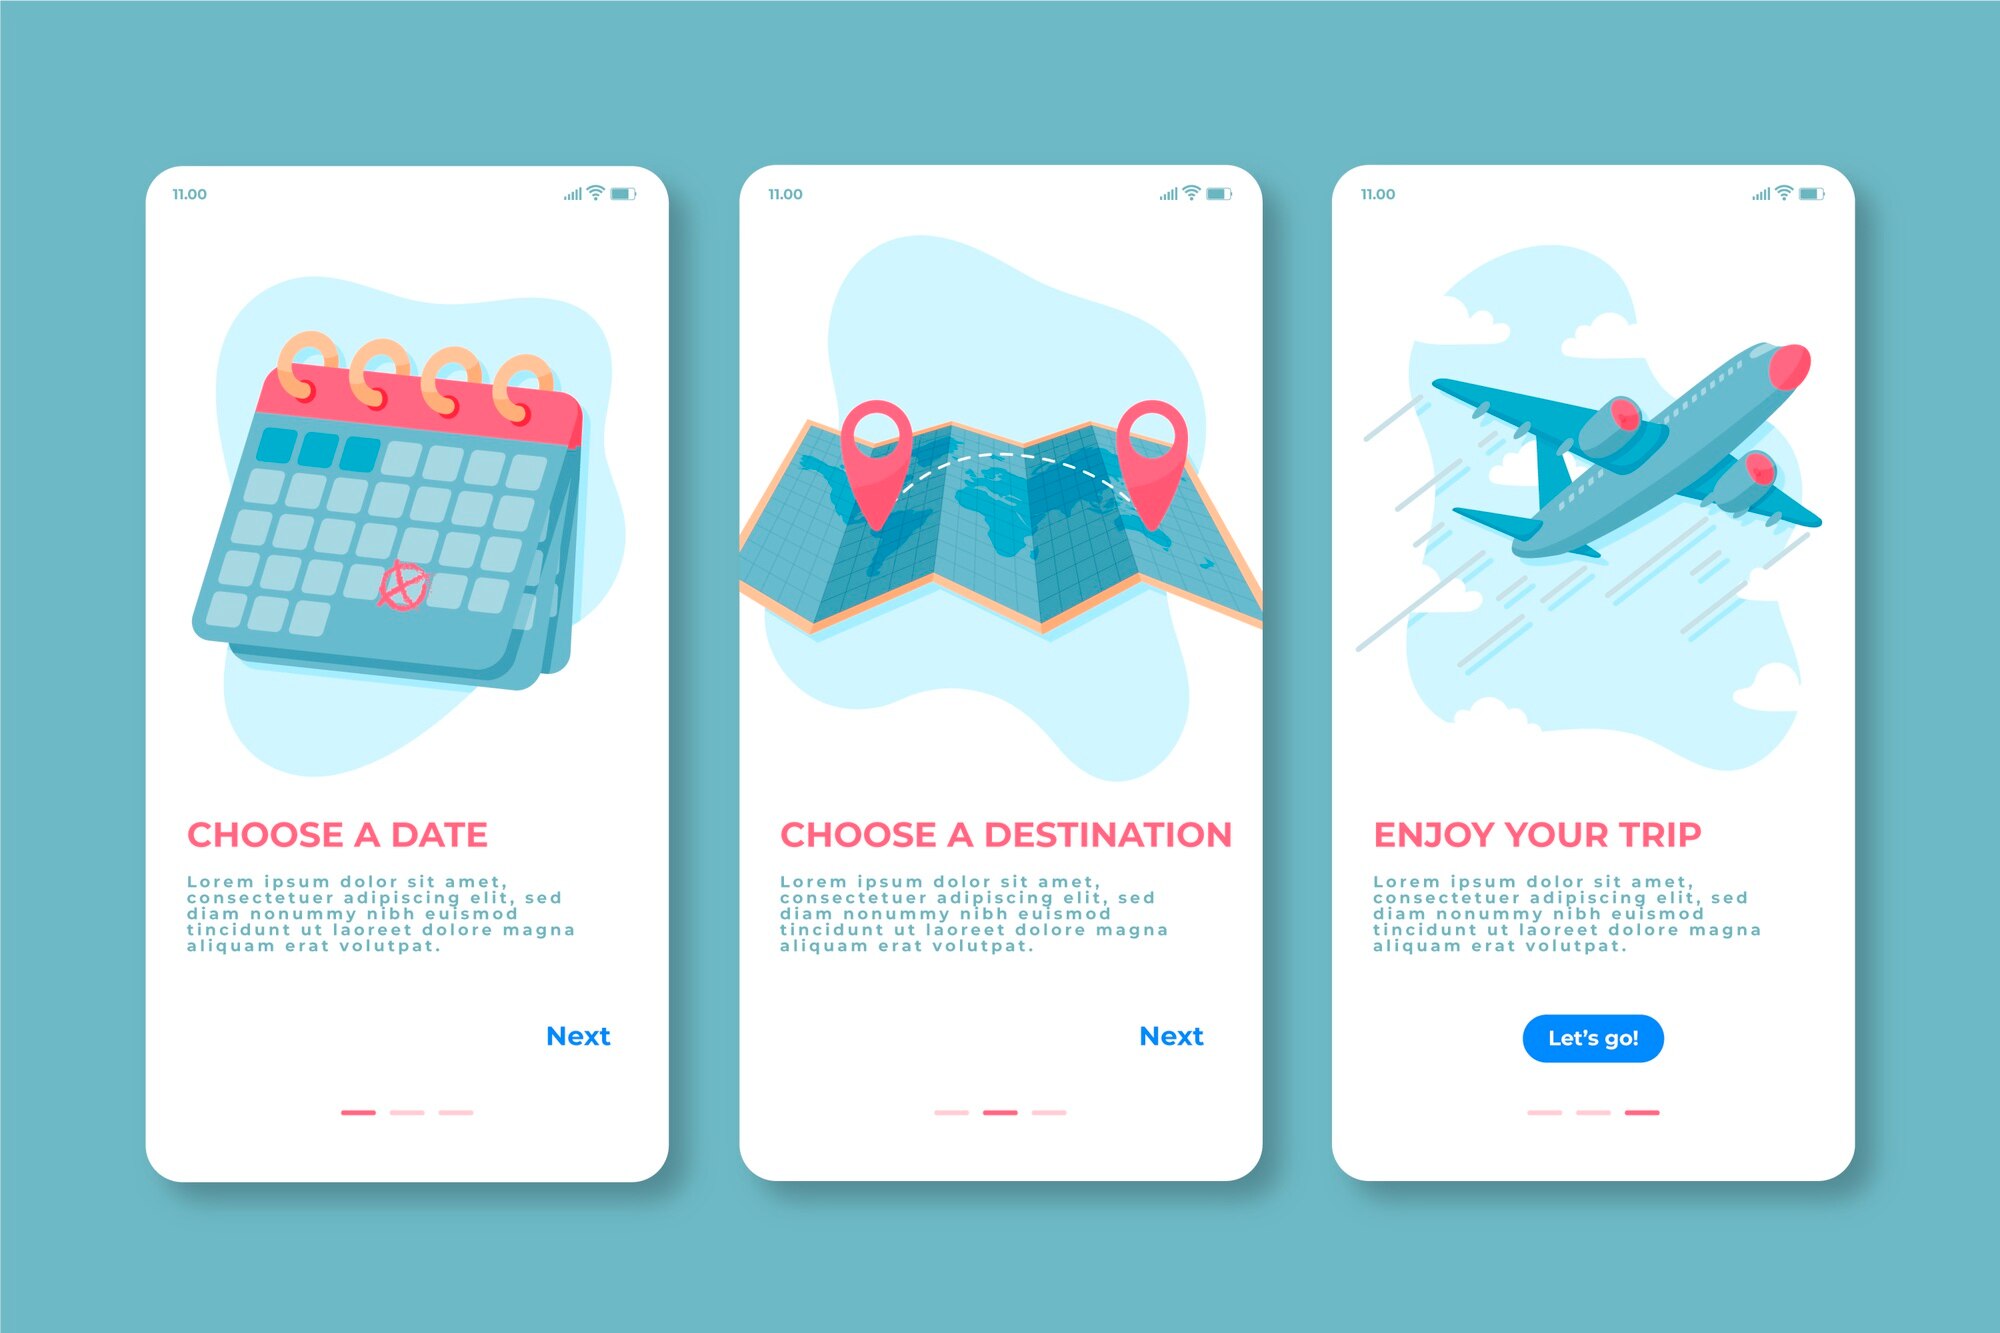 11.00
CHOOSE A DATE
Lorem ipsum dolor sit amet,
consectetuer adipiscing elit, sed
diam nonummy nibh euismod
tincidunt ut laoreet dolore magna
aliquam erat volutpat.
Next
11.00
CHOOSE A DESTINATION
Lorem ipsum dolor sit amet,
consectetuer adipiscing elit, sed
diam nonummy nibh euismod
tincidunt ut laoreet dolore magna
aliquam erat volutpat.
Next
11.00
ENJOY YOUR TRIP
Lorem ipsum dolor sit amet,
consectetuer adipiscing elit, sed
diam nonummy nibh euismod
tincidunt ut laoreet dolore magna
aliquam erat volutpat.
Let's go!